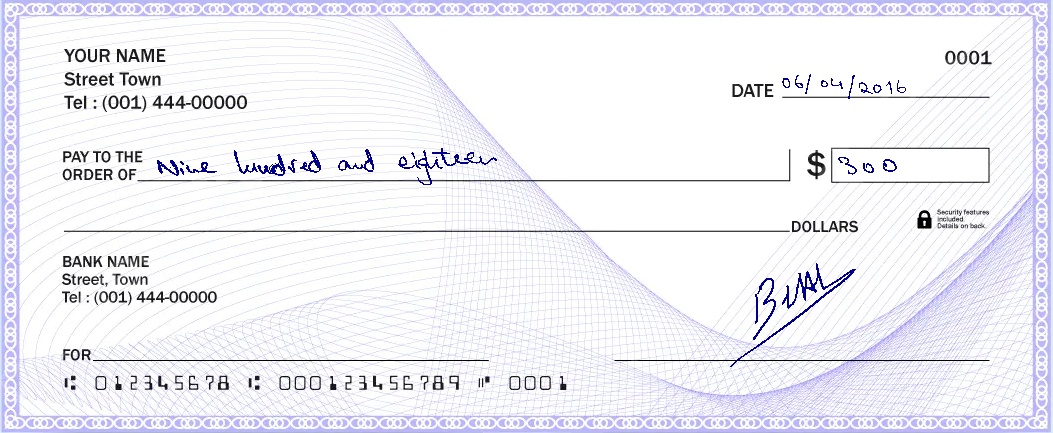 YOUR NAME
0001
Street Town
DATE 06/04/2016
Tel : (001) 444-00000
PAY TO THE
ORDER OF Nine hundred and eighteen $ 300
DOLLARS
Security features
included.
Details on back.
BANK NAME
Street, Town
Tel : (001) 444-00000
BILAL
FOR
⑆ 012345678 ⑆ 000123456789 ⑈ 0001